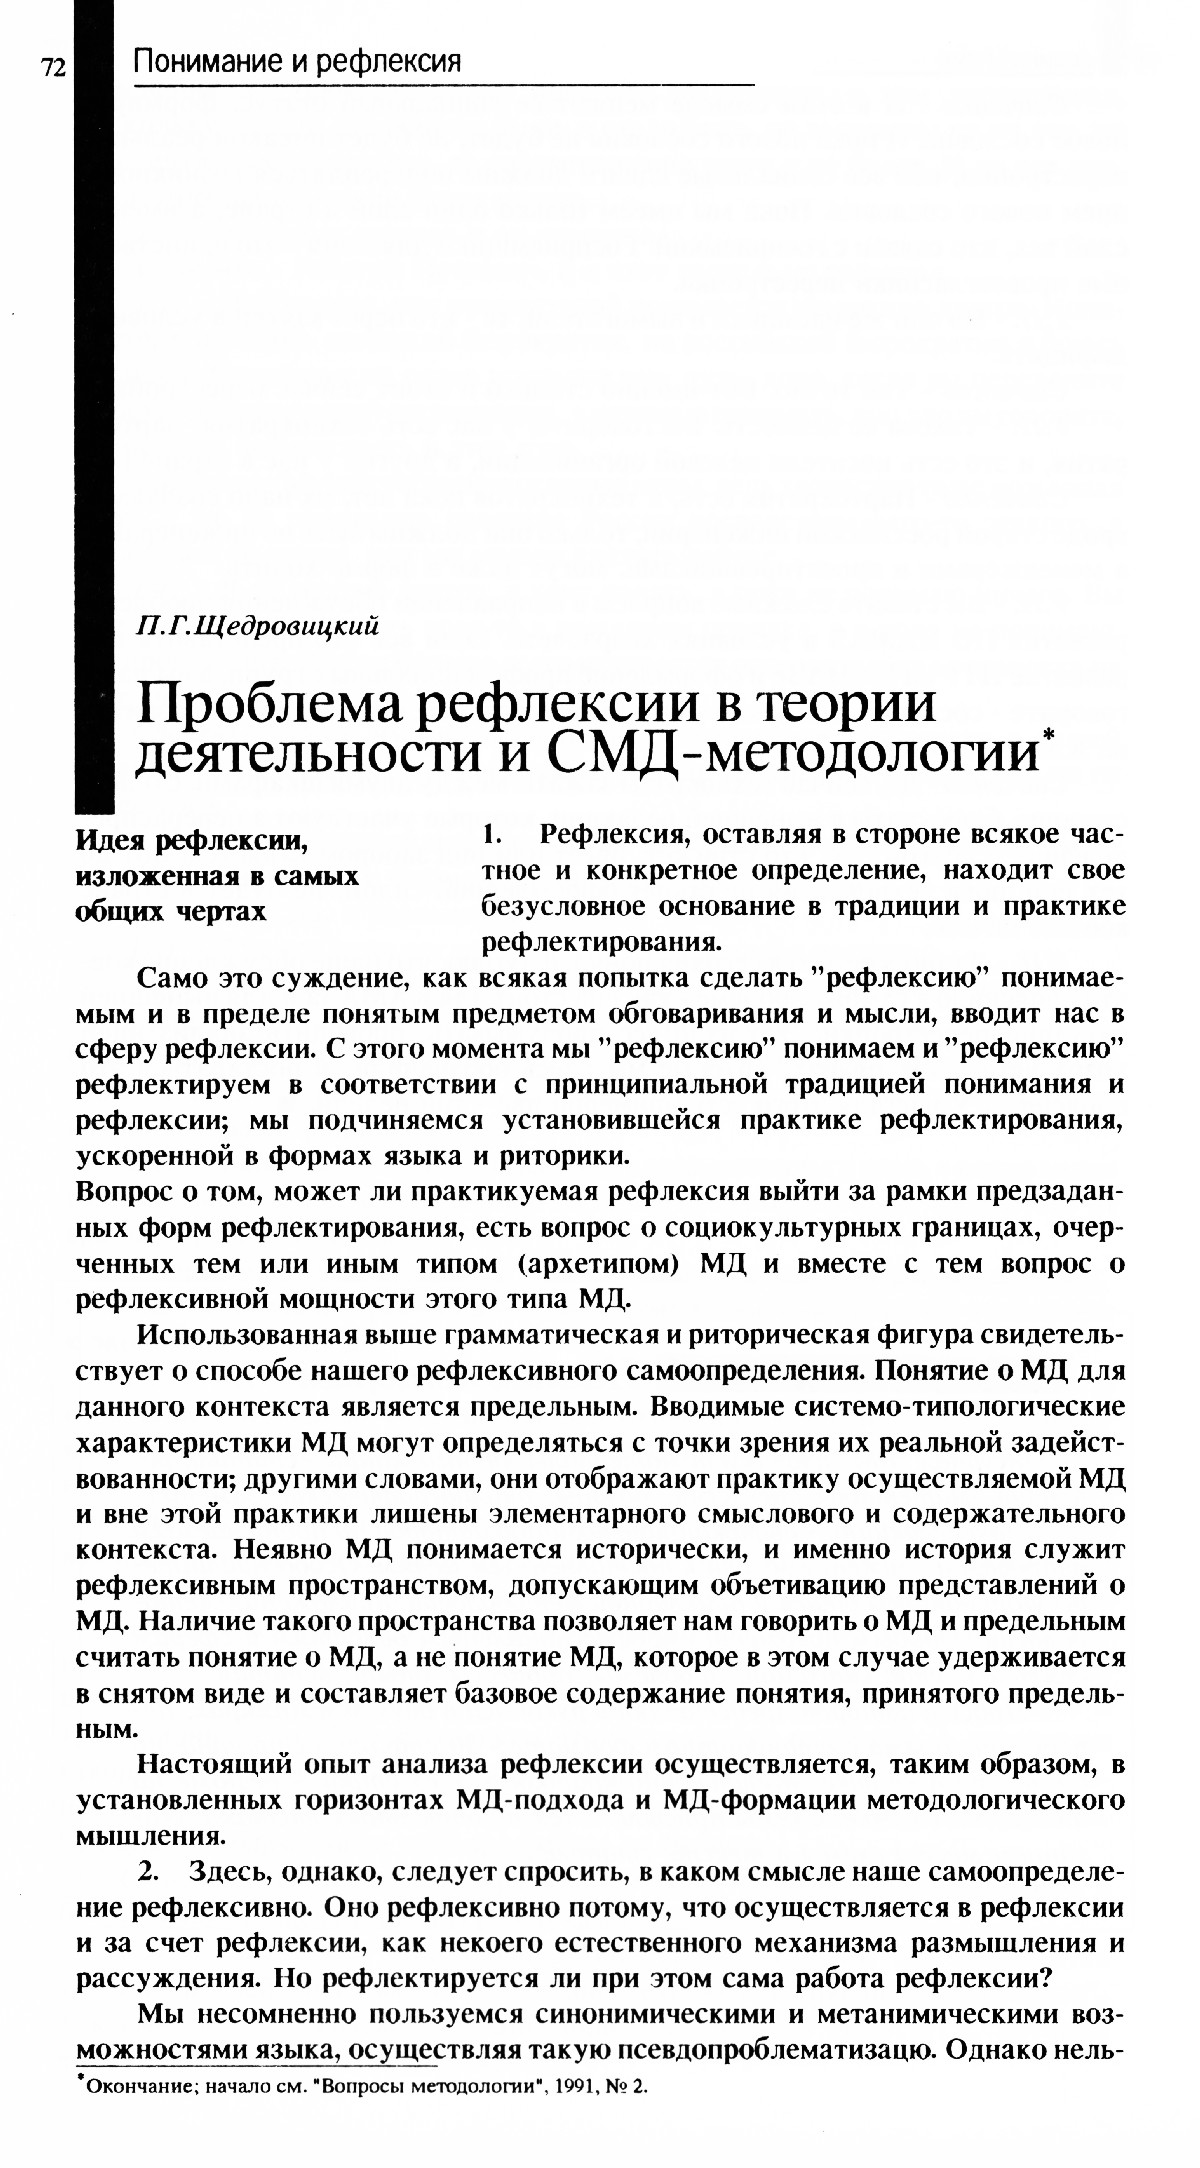 72
Понимание и рефлексия
П.Г.Щедровицкий
Проблема рефлексии в теории
деятельности и СМД-методологии*
Идея рефлексии,
изложенная в самых
общих чертах
1. Рефлексия, оставляя в стороне всякое час-
тное и конкретное определение, находит свое
безусловное основание в традиции и практике
рефлектирования.
Само это суждение, как всякая попытка сделать ”рефлексию” понимае-
мым и в пределе понятым предметом обговаривания и мысли, вводит нас в
сферу рефлексии. С этого момента мы ”рефлексию” понимаем и ”рефлексию”
рефлектируем в соответствии с принципиальной традицией понимания и
рефлексии; мы подчиняемся установившейся практике рефлектирования,
ускоренной в формах языка и риторики.
Вопрос о том, может ли практикуемая рефлексия выйти за рамки предзадан-
ных форм рефлектирования, есть вопрос о социокультурных границах, очер-
ченных тем или иным типом (архетипом) МД и вместе с тем вопрос о
рефлексивной мощности этого типа МД.
Использованная выше грамматическая и риторическая фигура свидетель-
ствует о способе нашего рефлексивного самоопределения. Понятие о МД для
данного контекста является предельным. Вводимые системо-типологические
характеристики МД могут определяться с точки зрения их реальной задейст-
вованности; другими словами, они отображают практику осуществляемой МД
и вне этой практики лишены элементарного смыслового и содержательного
контекста. Неявно МД понимается исторически, и именно история служит
рефлексивным пространством, допускающим объетивацию представлений о
МД. Наличие такого пространства позволяет нам говорить о МД и предельным
считать понятие о МД, а не понятие МД, которое в этом случае удерживается
в снятом виде и составляет базовое содержание понятия, принятого предель-
ным.
Настоящий опыт анализа рефлексии осуществляется, таким образом, в
установленных горизонтах МД-подхода и МД-формации методологического
мышления.
2. Здесь, однако, следует спросить, в каком смысле наше самоопределе-
ние рефлексивно. Оно рефлексивно потому, что осуществляется в рефлексии
и за счет рефлексии, как некоего естественного механизма размышления и
рассуждения. Но рефлектируется ли при этом сама работа рефлексии?
Мы несомненно пользуемся синонимическими и метанимическими воз-
можностями языка, осуществляя такую псевдопроблематизацю. Однако нель-
*Окончание; начало см. "Вопросы методологии", 1991, № 2.